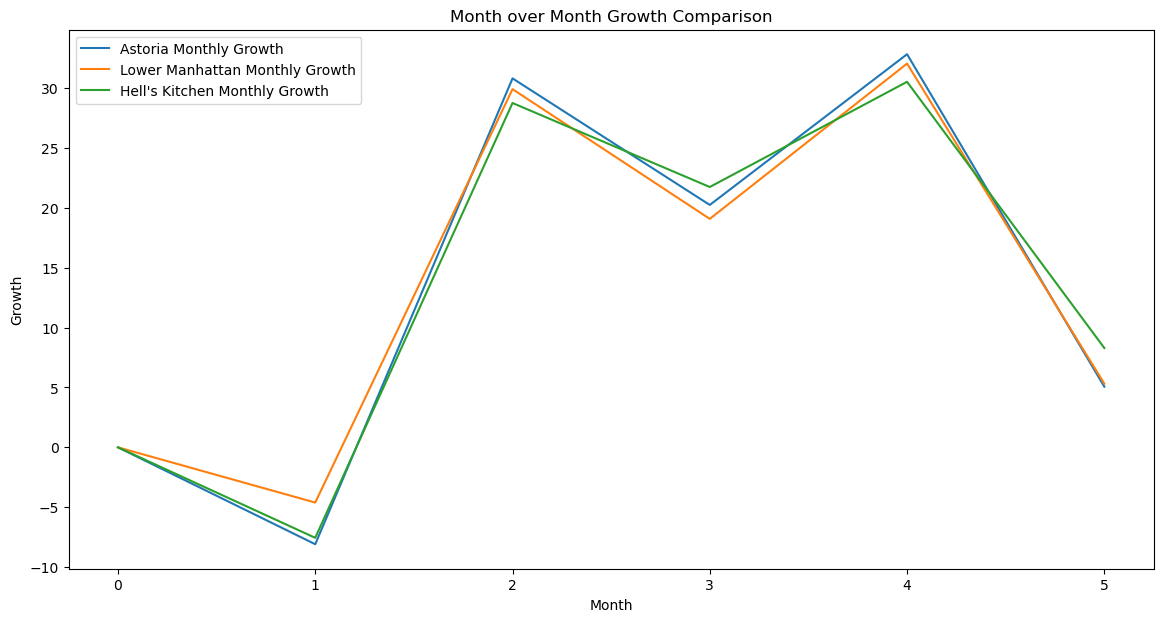 Month over Month Growth Comparison
Astoria Monthly Growth
Lower Manhattan Monthly Growth
Hell's Kitchen Monthly Growth
Growth
30
25
20
15
10
5
0
−5
−10
0 1 2 3 4 5
Month